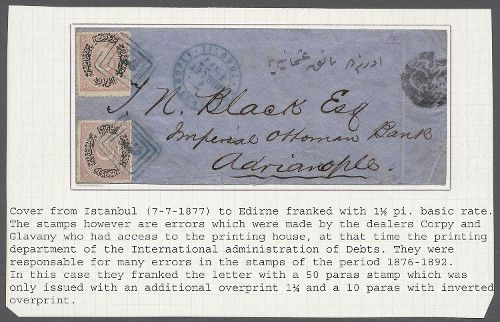 J. N. Black Esq
Imperial Ottoman Bank
Adrianople.
Cover from Istanbul (7-7-1877) to Edirne franked with 1½ pi. basic rate.
The stamps however are errors which were made by the dealers Corpy and
Glavany who had access to the printing house, at that time the printing
department of the International administration of Debts. They were
responsible for many errors in the stamps of the period 1876-1892.
In this case they franked the letter with a 50 paras stamp which was
only issued with an additional overprint 1¼ and a 10 paras with inverted
overprint.